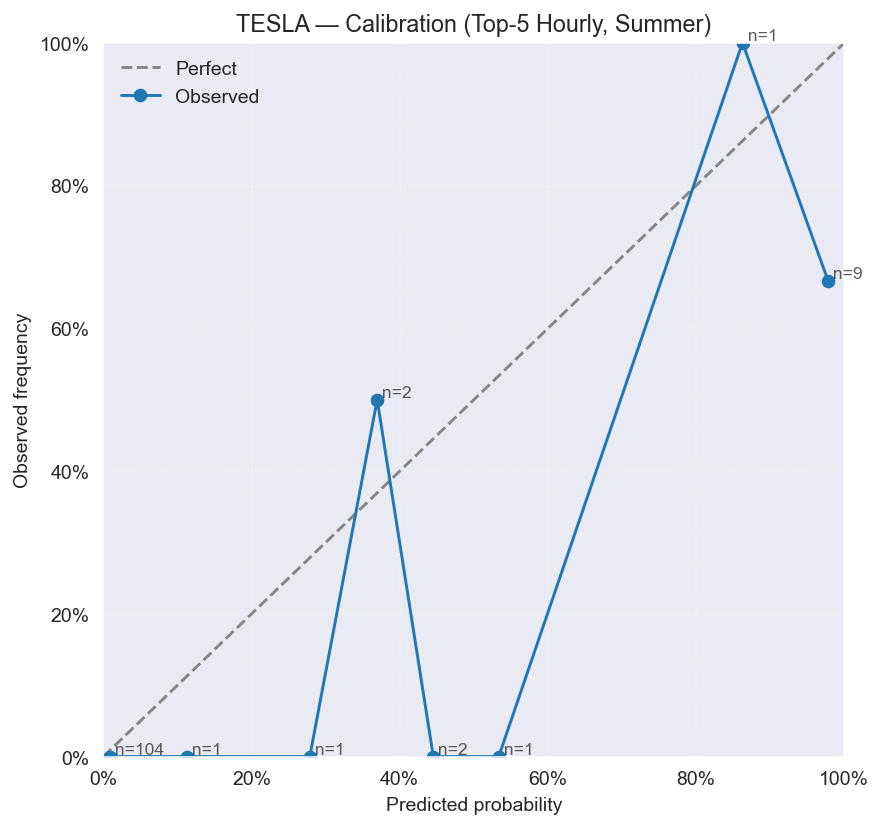 TESLA — Calibration (Top-5 Hourly, Summer)
100%
80%
60%
40%
20%
0%
Observed frequency
Perfect
Observed
n=104
n=1
n=1
n=2
n=2
n=1
n=1
n=9
0%
20%
40%
60%
80%
100%
Predicted probability